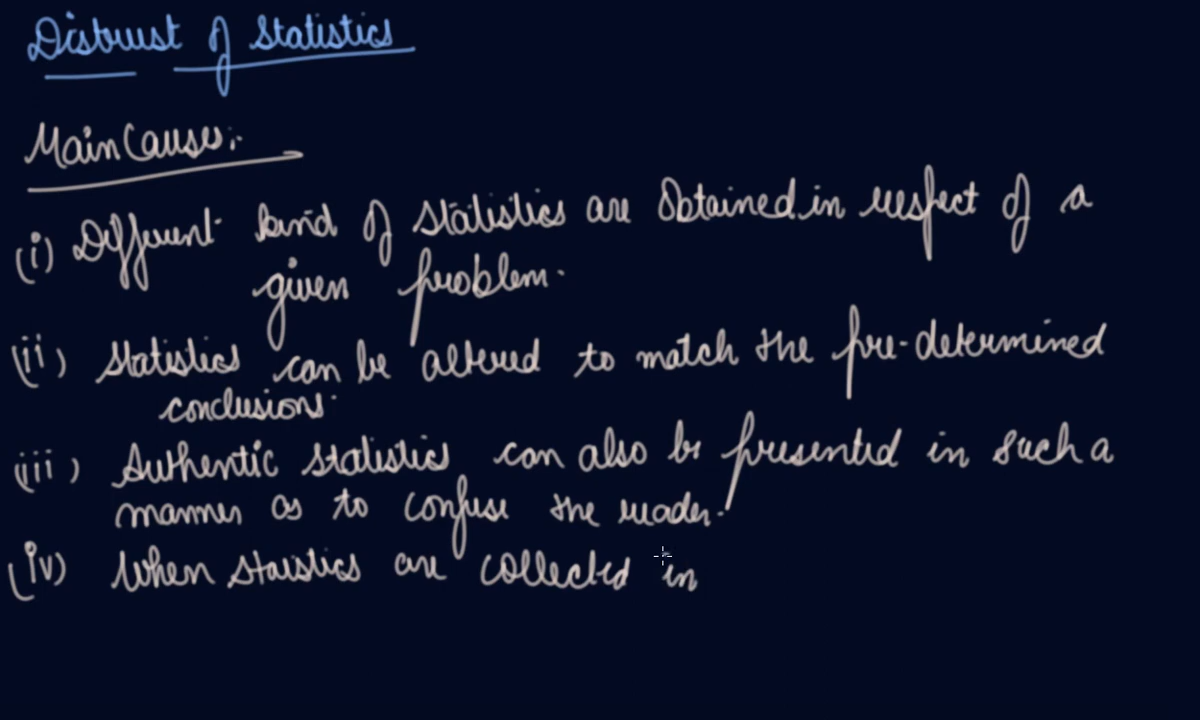 Distrust of Statistics
Main Causes:-
(i) Different kind of Statistics are Obtained in respect of a
given problem.
(ii) Statistics can be altered to match the pre-determined
conclusions.
(iii) Authentic Statistics can also be presented in such a
manner as to confuse the reader.
(iv) When Staistics are collected in